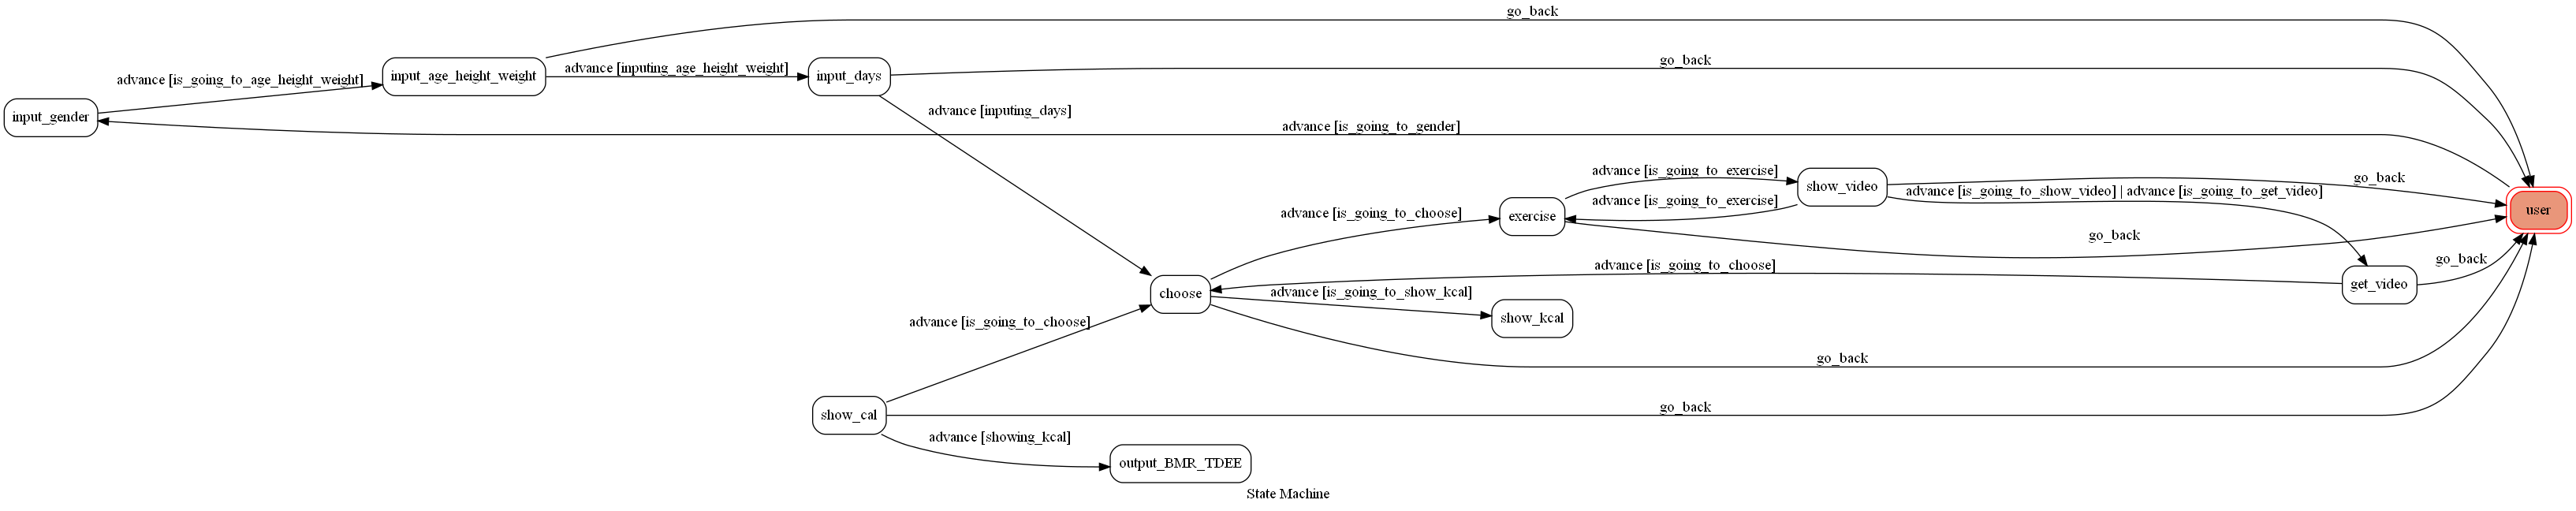 go_back
input_age_height_weight
advance [is_going_to_age_height_weight]
advance [inputing_age_height_weight]
input_days
go_back
input_gender
advance [inputing_days]
advance [is_going_to_gender]
advance [is_going_to_exercise]
show_video
go_back
advance [is_going_to_show_video] | advance [is_going_to_get_video]
advance [is_going_to_exercise]
advance [is_going_to_choose]
exercise
user
go_back
advance [is_going_to_choose]
go_back
get_video
choose
advance [is_going_to_show_kcal]
show_kcal
advance [is_going_to_choose]
go_back
show_cal
go_back
advance [showing_kcal]
output_BMR_TDEE
State Machine